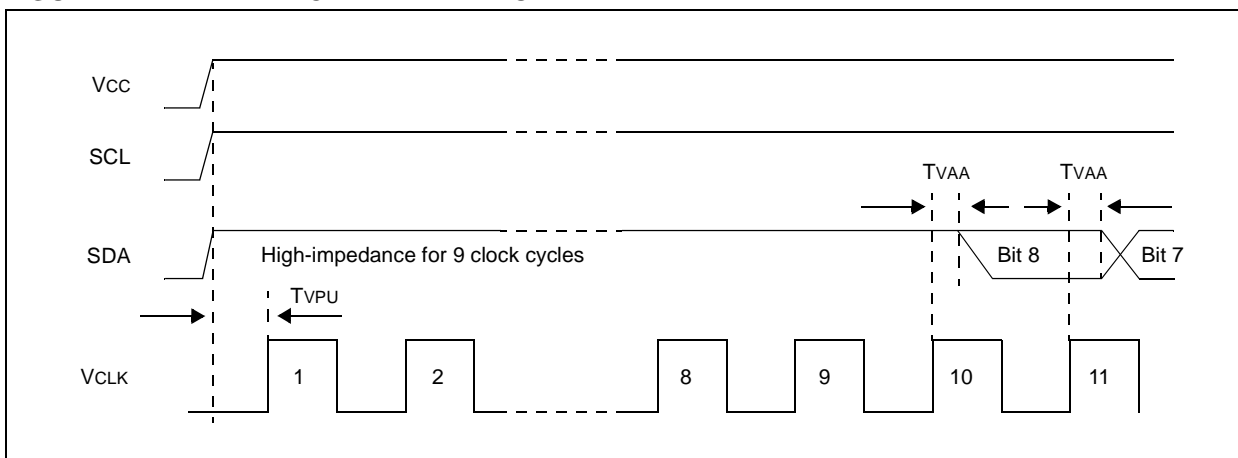 VCC
SCL
TVAA TVAA
SDA High-impedance for 9 clock cycles Bit 8 Bit 7
TVPU
VCLK 1 2 8 9 10 11